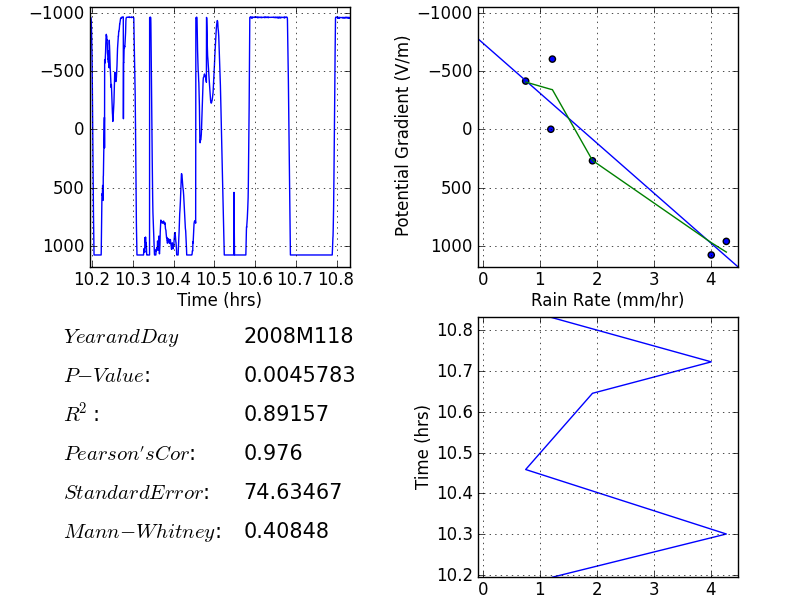 −1000
−500
0
500
1000
10.2 10.3 10.4 10.5 10.6 10.7 10.8
Time (hrs)
−1000
−500
0
500
1000
0 1 2 3 4
Potential Gradient (V/m)
Rain Rate (mm/hr)
YearandDay 2008M118
P−Value: 0.0045783
R²: 0.89157
Pearson'sCor: 0.976
StandardError: 74.63467
Mann−Whitney: 0.40848
10.8
10.7
10.6
10.5
10.4
10.3
10.2
0 1 2 3 4
Time (hrs)